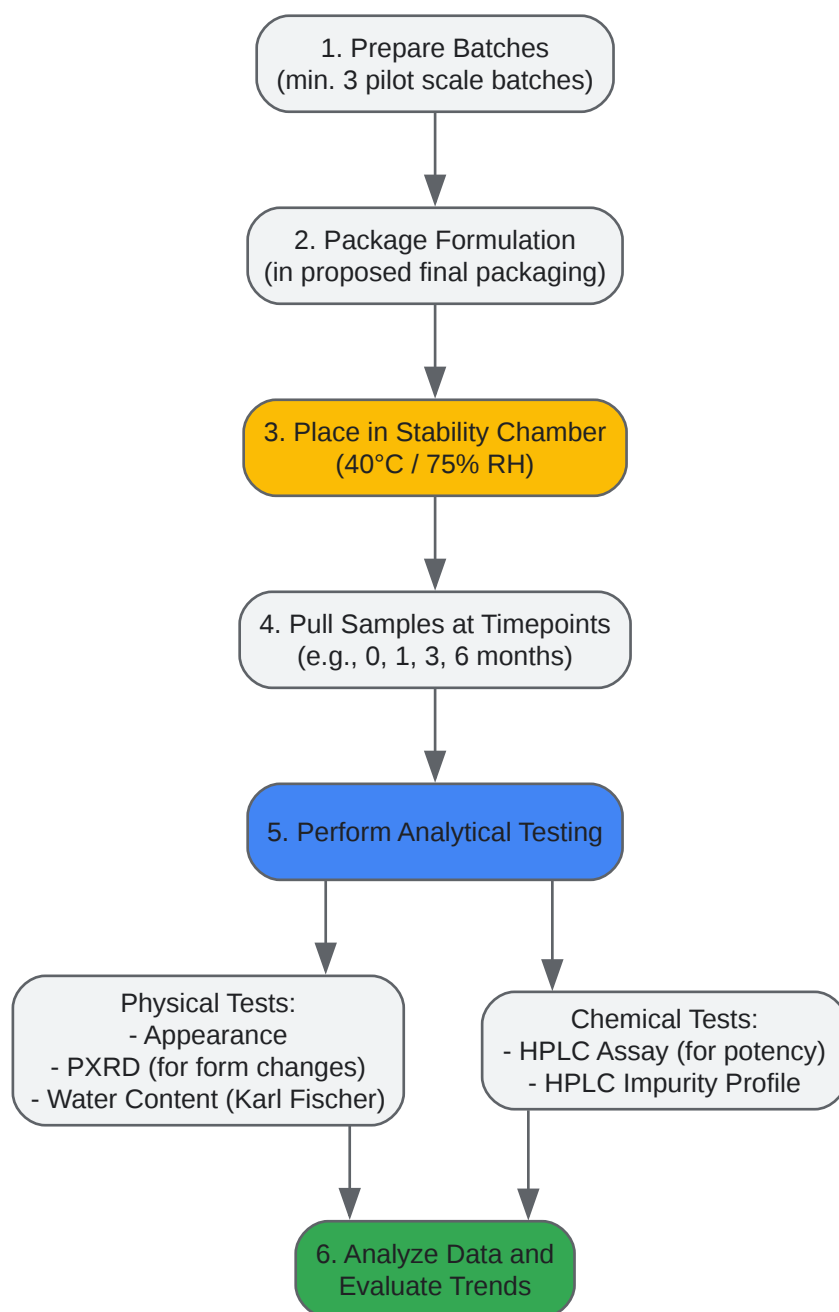 1. Prepare Batches
(min. 3 pilot scale batches)
2. Package Formulation
(in proposed final packaging)
3. Place in Stability Chamber
(40°C / 75% RH)
4. Pull Samples at Timepoints
(e.g., 0, 1, 3, 6 months)
5. Perform Analytical Testing
Physical Tests:
- Appearance
- PXRD (for form changes)
- Water Content (Karl Fischer)
Chemical Tests:
- HPLC Assay (for potency)
- HPLC Impurity Profile
6. Analyze Data and
Evaluate Trends